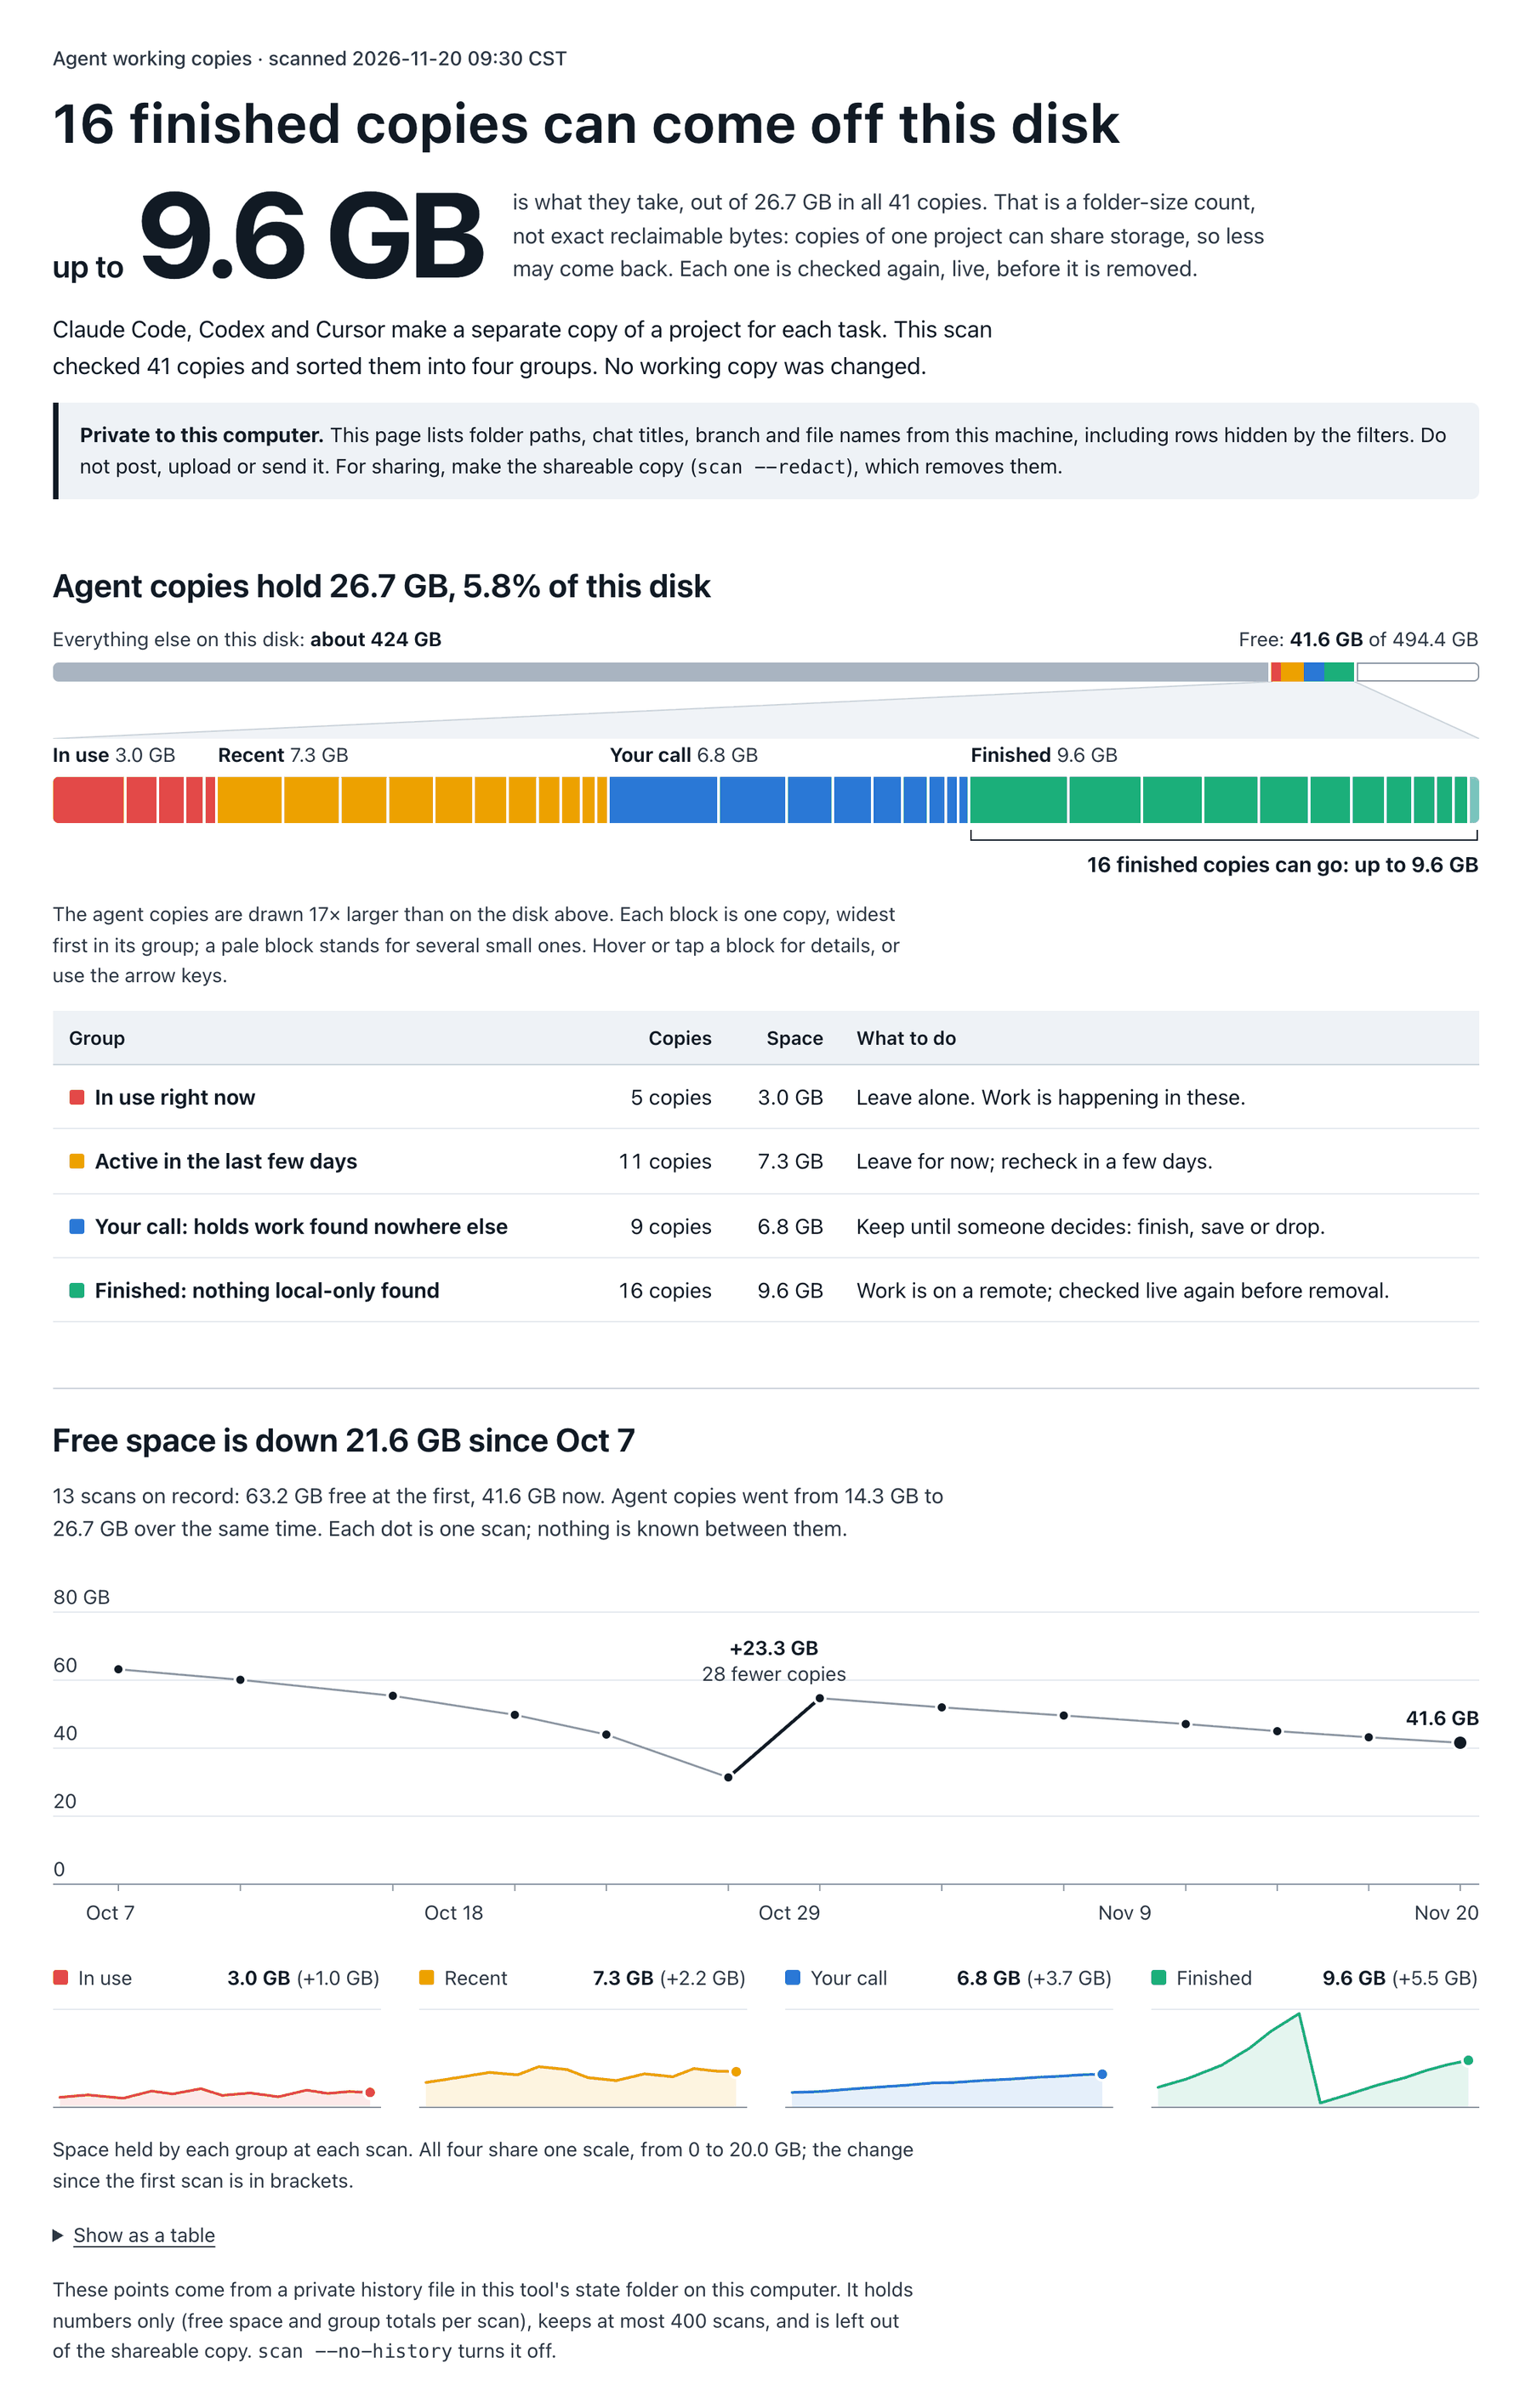 Agent working copies · scanned 2026-11-20 09:30 CST
16 finished copies can come off this disk
up to 9.6 GB
is what they take, out of 26.7 GB in all 41 copies. That is a folder-size count,
not exact reclaimable bytes: copies of one project can share storage, so less
may come back. Each one is checked again, live, before it is removed.
Claude Code, Codex and Cursor make a separate copy of a project for each task. This scan
checked 41 copies and sorted them into four groups. No working copy was changed.
Private to this computer. This page lists folder paths, chat titles, branch and file names from this machine, including rows hidden by the filters. Do
not post, upload or send it. For sharing, make the shareable copy (scan --redact), which removes them.
Agent copies hold 26.7 GB, 5.8% of this disk
Everything else on this disk: about 424 GB
Free: 41.6 GB of 494.4 GB
In use 3.0 GB
Recent 7.3 GB
Your call 6.8 GB
Finished 9.6 GB
16 finished copies can go: up to 9.6 GB
The agent copies are drawn 17× larger than on the disk above. Each block is one copy, widest
first in its group; a pale block stands for several small ones. Hover or tap a block for details, or
use the arrow keys.
Group Copies Space What to do
In use right now 5 copies 3.0 GB Leave alone. Work is happening in these.
Active in the last few days 11 copies 7.3 GB Leave for now; recheck in a few days.
Your call: holds work found nowhere else 9 copies 6.8 GB Keep until someone decides: finish, save or drop.
Finished: nothing local-only found 16 copies 9.6 GB Work is on a remote; checked live again before removal.
Free space is down 21.6 GB since Oct 7
13 scans on record: 63.2 GB free at the first, 41.6 GB now. Agent copies went from 14.3 GB to
26.7 GB over the same time. Each dot is one scan; nothing is known between them.
80 GB
+23.3 GB
28 fewer copies
60
41.6 GB
40
20
0
Oct 7 Oct 18 Oct 29 Nov 9 Nov 20
In use 3.0 GB (+1.0 GB)
Recent 7.3 GB (+2.2 GB)
Your call 6.8 GB (+3.7 GB)
Finished 9.6 GB (+5.5 GB)
Space held by each group at each scan. All four share one scale, from 0 to 20.0 GB; the change
since the first scan is in brackets.
Show as a table
These points come from a private history file in this tool's state folder on this computer. It holds
numbers only (free space and group totals per scan), keeps at most 400 scans, and is left out
of the shareable copy. scan --no-history turns it off.